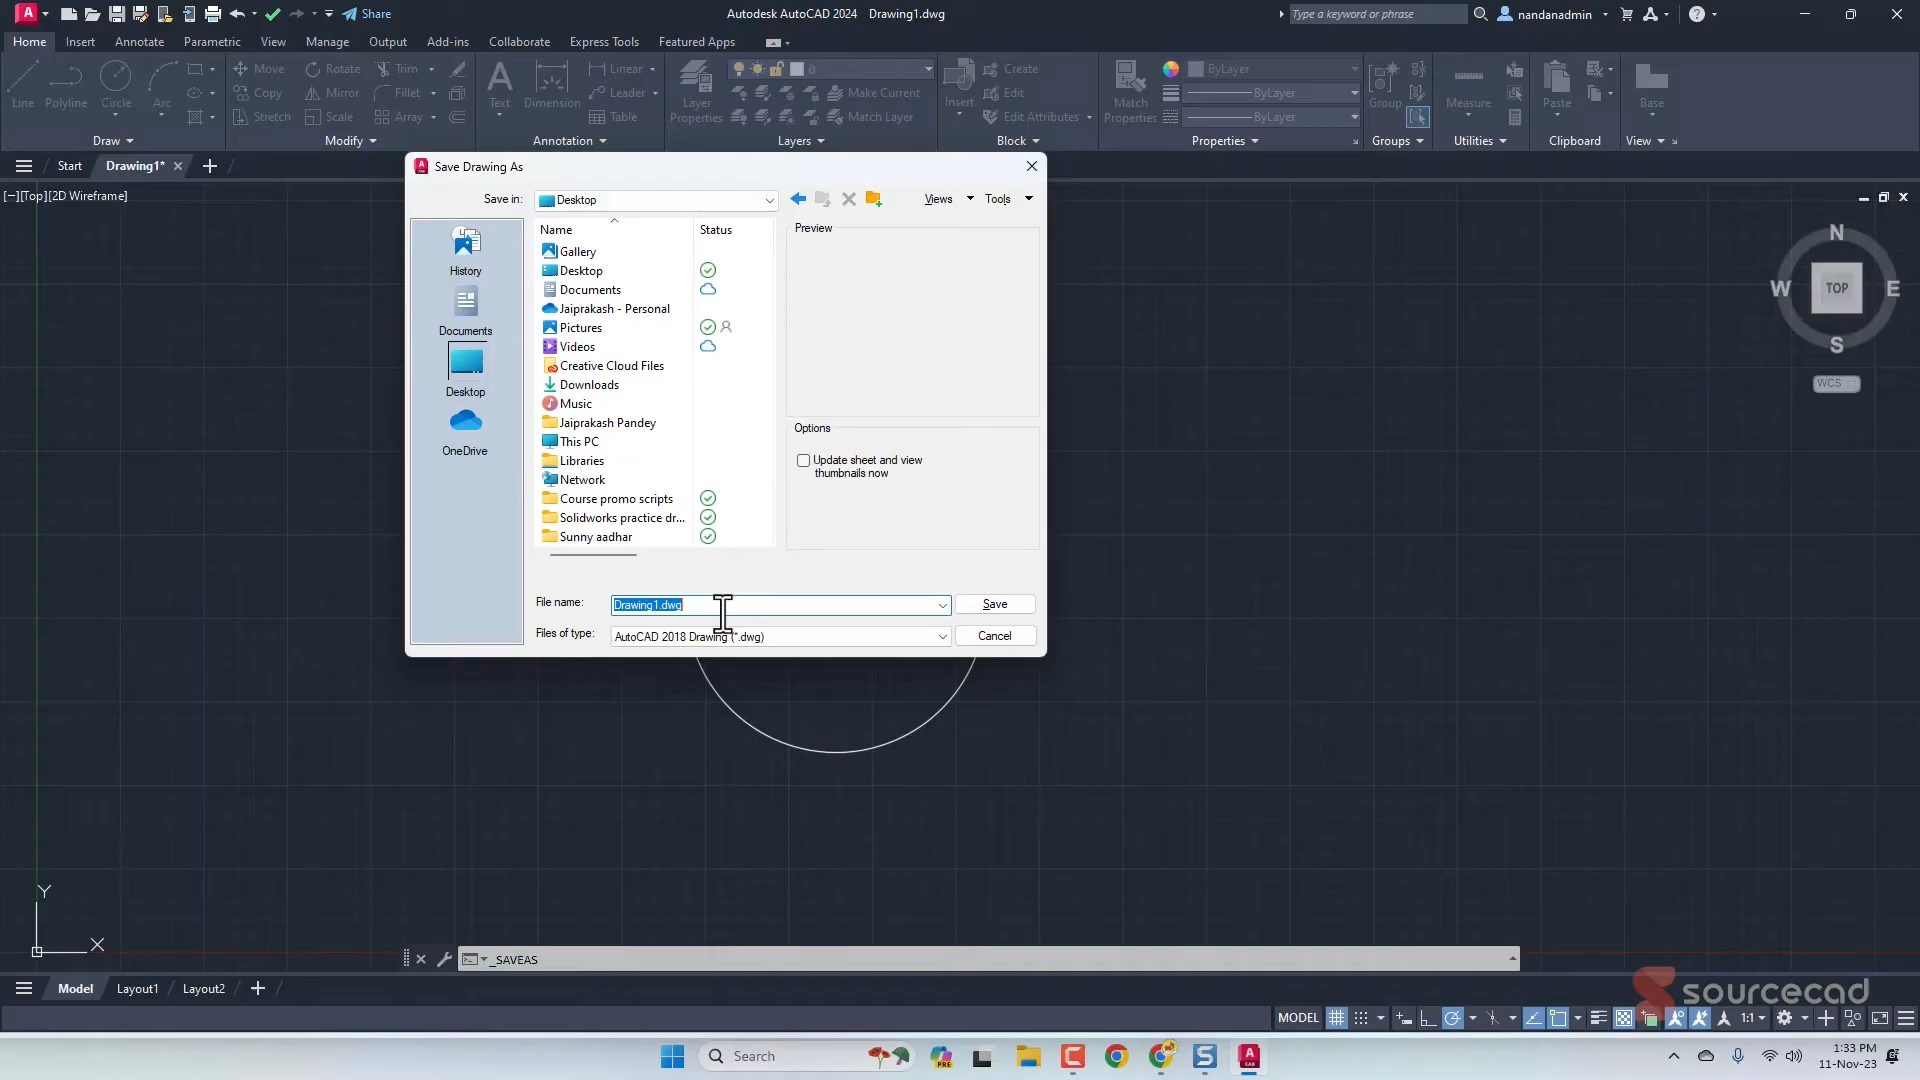 Share
Autodesk AutoCAD 2024 Drawing1.dwg
Type a keyword or phrase
nandanadmin
Home Insert Annotate Parametric View Manage Output Add-ins Collaborate Express Tools Featured Apps
Line Polyline Circle Arc
Move Rotate Trim
Copy Mirror Fillet
Stretch Scale Array
Text Dimension
Linear
Leader
Table
Layer Properties
0
Make Current
Match Layer
Insert
Create
Edit
Edit Attributes
Match Properties
ByLayer
ByLayer
ByLayer
Group
Measure
Paste
Base
Draw Modify Annotation Layers Block Properties Groups Utilities Clipboard View
Start Drawing1*
[−][Top][2D Wireframe]
Save Drawing As
Save in: Desktop Views Tools
History
Documents
Desktop
OneDrive
Name Status
Gallery
Desktop
Documents
Jaiprakash - Personal
Pictures
Videos
Creative Cloud Files
Downloads
Music
Jaiprakash Pandey
This PC
Libraries
Network
Course promo scripts
Solidworks practice dr...
Sunny aadhar
Preview
Options
Update sheet and view
thumbnails now
File name: Drawing1.dwg Save
Files of type: AutoCAD 2018 Drawing (*.dwg) Cancel
N
W TOP E
S
WCS
Y
X
_SAVEAS
Model Layout1 Layout2
sourcecad
MODEL 1:1
Search
PRE
1:33 PM
11-Nov-23